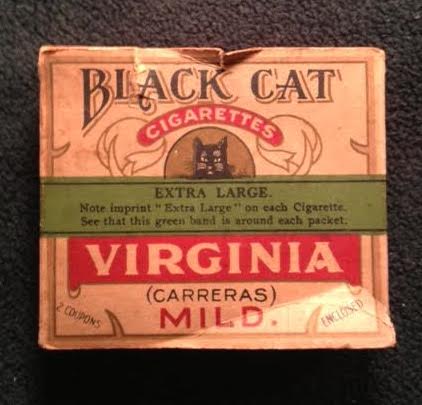 BLACK CAT
CIGARETTES
EXTRA LARGE.
Note imprint "Extra Large" on each Cigarette.
See that this green band is around each packet.
VIRGINIA
(CARRERAS)
MILD.
2 COUPONS
ENCLOSED